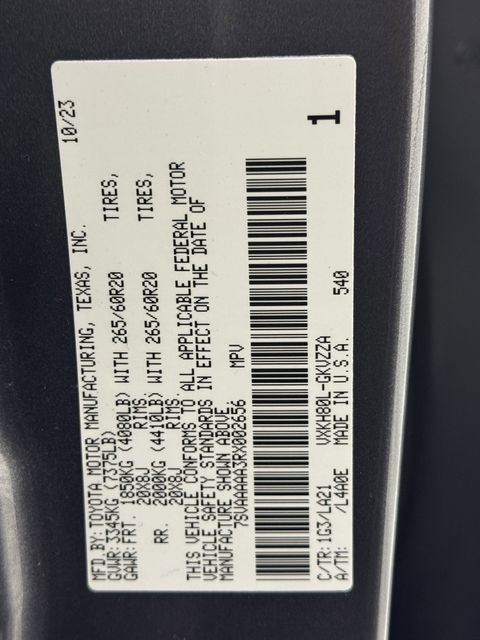 MFD.BY:TOYOTA MOTOR MANUFACTURING, TEXAS, INC. 10/23
GVWR:3345KG (7375LB)
GAWR:FRT. 1850KG (4080LB) WITH 265/60R20 TIRES,
20X8J RIMS.
RR. 2000KG (4410LB) WITH 265/60R20 TIRES,
20X8J RIMS.
THIS VEHICLE CONFORMS TO ALL APPLICABLE FEDERAL MOTOR
VEHICLE SAFETY STANDARDS IN EFFECT ON THE DATE OF
MANUFACTURE SHOWN ABOVE
7SVAAAAA3RX002656 MPV
1
C/TR:1G3/LA21 VXKH80L-GKVZZA 540
A/TM: /L4A0E MADE IN U.S.A.